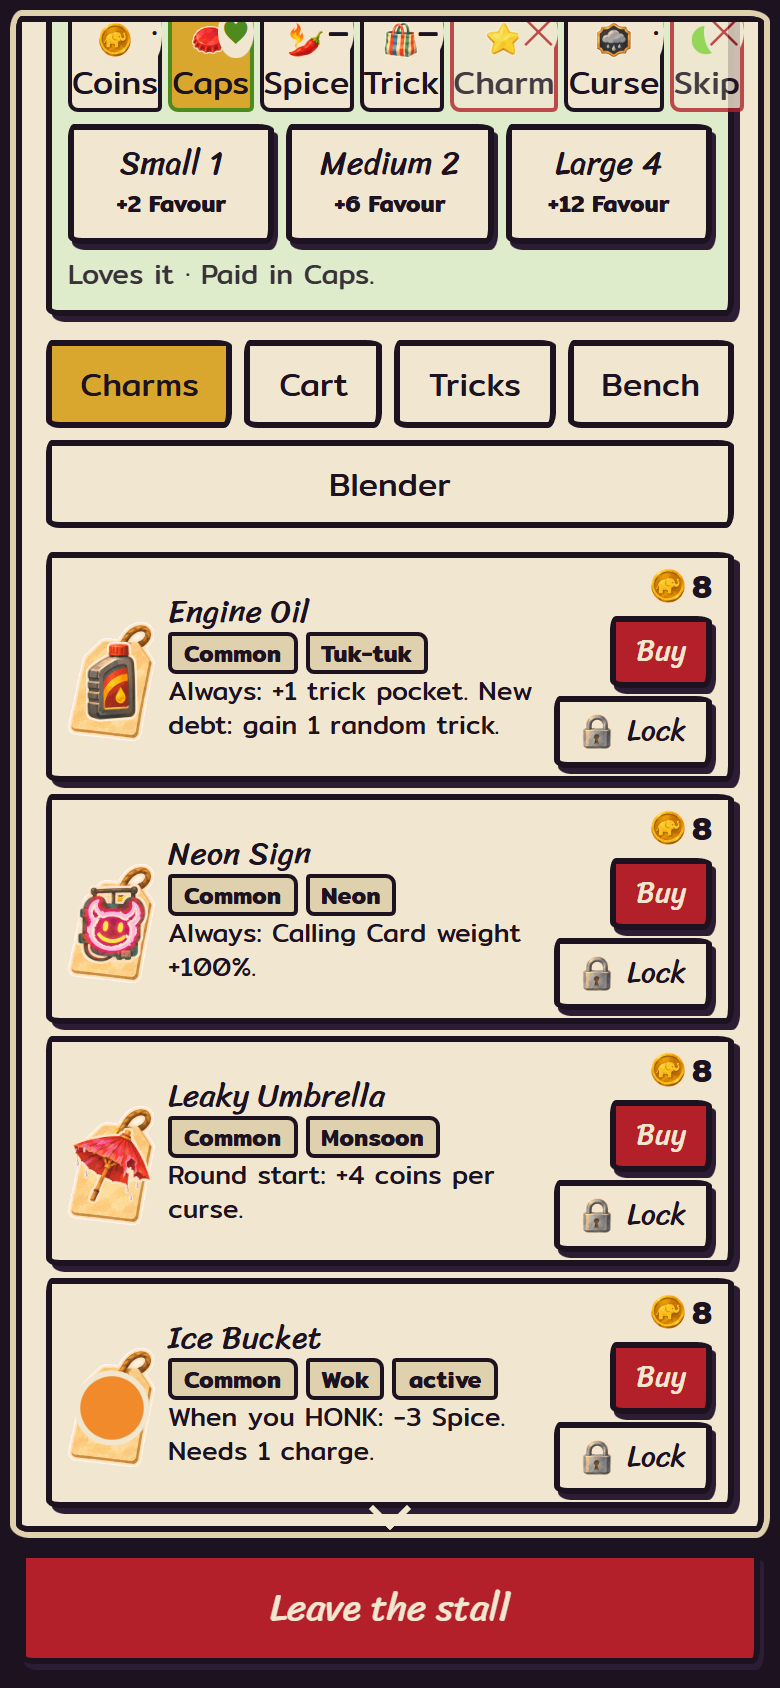 Coins Caps Spice Trick Charm Curse Skip
Small 1 Medium 2 Large 4
+2 Favour +6 Favour +12 Favour
Loves it · Paid in Caps.
Charms Cart Tricks Bench
Blender
8
Engine Oil
Common Tuk-tuk
Buy
Always: +1 trick pocket. New
debt: gain 1 random trick.
Lock
8
Neon Sign
Common Neon
Buy
Always: Calling Card weight
+100%.
Lock
8
Leaky Umbrella
Common Monsoon
Buy
Round start: +4 coins per
curse.
Lock
8
Ice Bucket
Common Wok active
Buy
When you HONK: -3 Spice.
Needs 1 charge.
Lock
Leave the stall